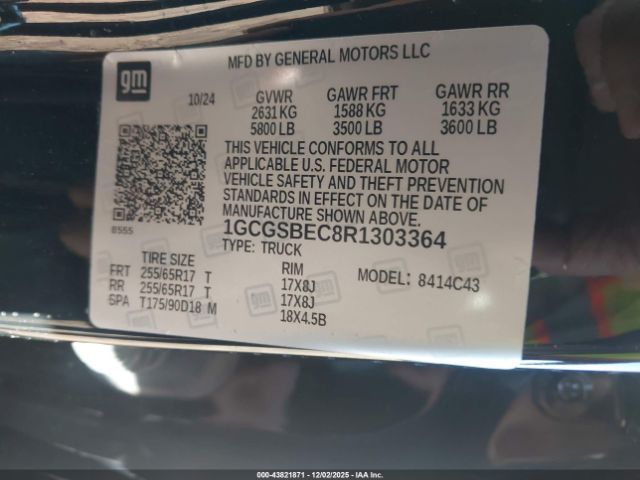 gm
MFD BY GENERAL MOTORS LLC
10/24 GVWR GAWR FRT GAWR RR
2631 KG 1588 KG 1633 KG
5800 LB 3500 LB 3600 LB
THIS VEHICLE CONFORMS TO ALL
APPLICABLE U.S. FEDERAL MOTOR
VEHICLE SAFETY AND THEFT PREVENTION
STANDARDS IN EFFECT ON THE DATE OF
MANUFACTURE SHOWN ABOVE.
8555
1GCGSBEC8R1303364
TYPE: TRUCK
TIRE SIZE RIM MODEL: 8414C43
FRT 255/65R17 T 17X8J
RR 255/65R17 T 17X8J
SPA T175/90D18 M 18X4.5B
000-43821871 - 12/02/2025 - IAAI - Copart